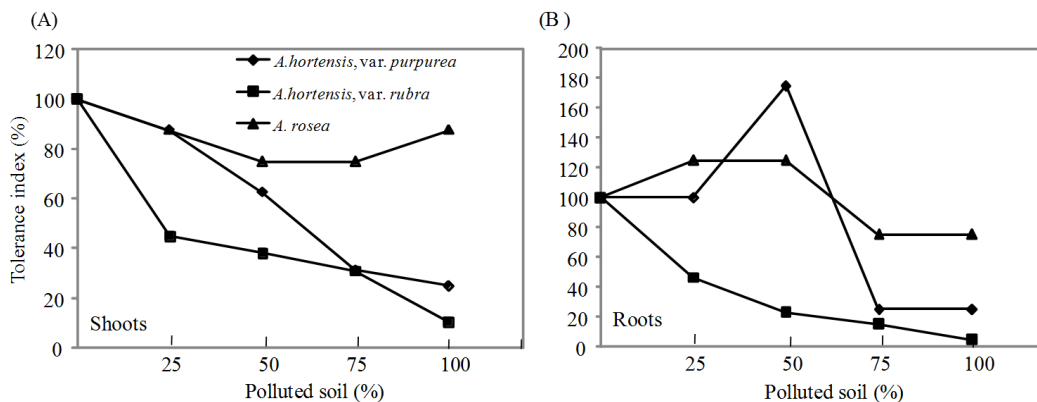 (A)
120
100
80
60
40
20
0
Tolerance index (%)
A.hortensis, var. purpurea
A.hortensis, var. rubra
A. rosea
Shoots
25 50 75 100
Polluted soil (%)
(B )
200
180
160
140
120
100
80
60
40
20
0
Roots
25 50 75 100
Polluted soil (%)